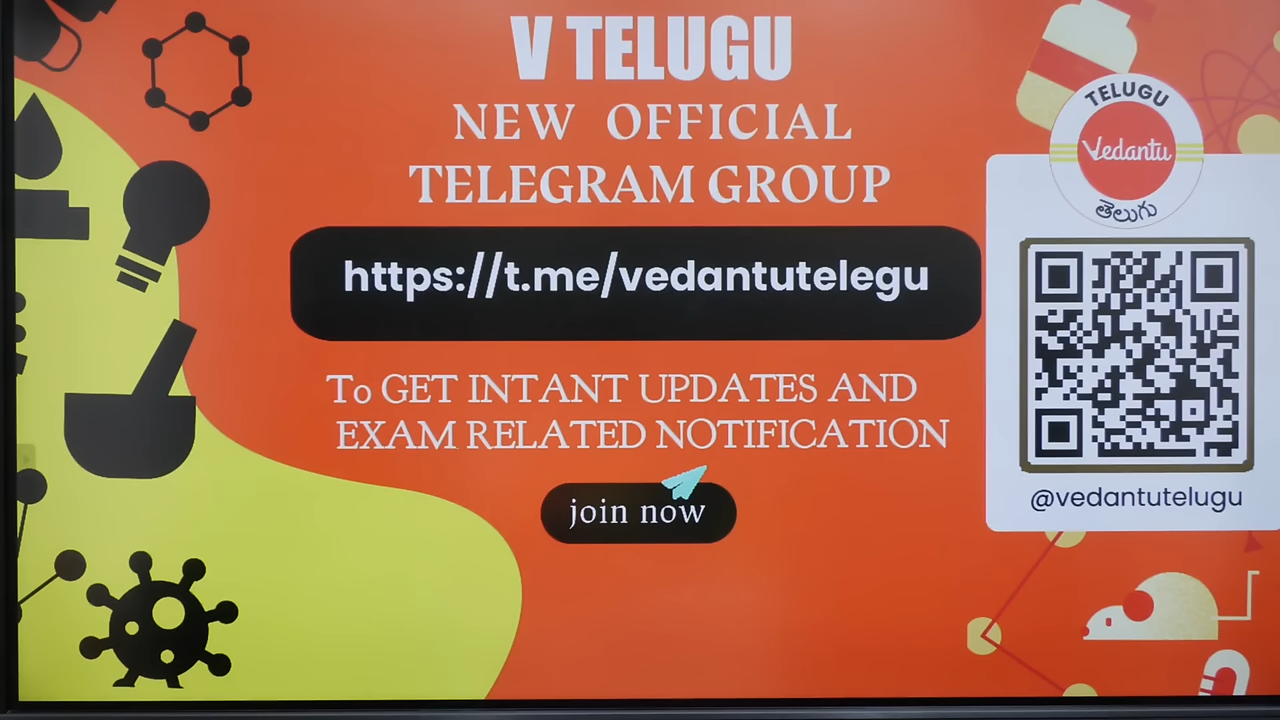 V TELUGU
NEW OFFICIAL
TELEGRAM GROUP
https://t.me/vedantutelegu
To GET INTANT UPDATES AND
EXAM RELATED NOTIFICATION
join now
TELUGU
Vedantu
తెలుగు
@vedantutelugu